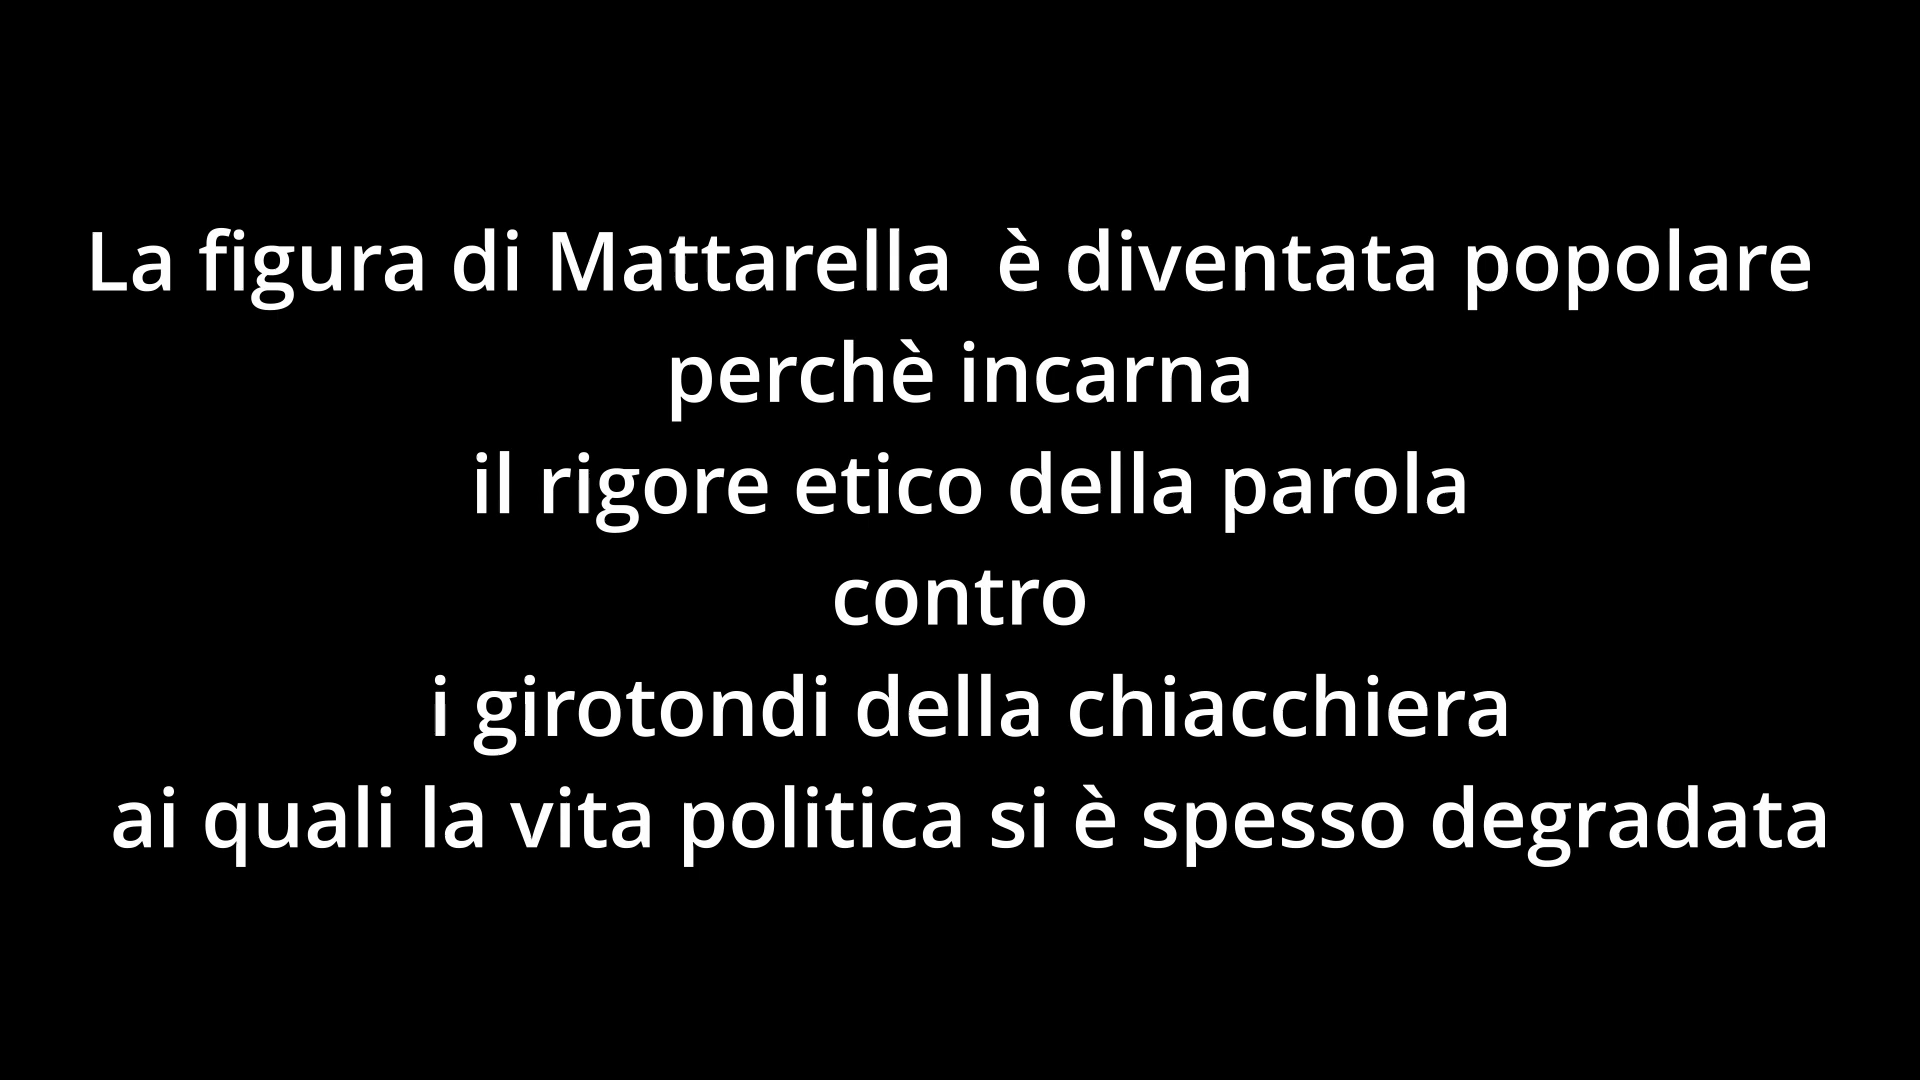 La figura di Mattarella  è diventata popolare
perchè incarna
il rigore etico della parola
contro
i girotondi della chiacchiera
ai quali la vita politica si è spesso degradata